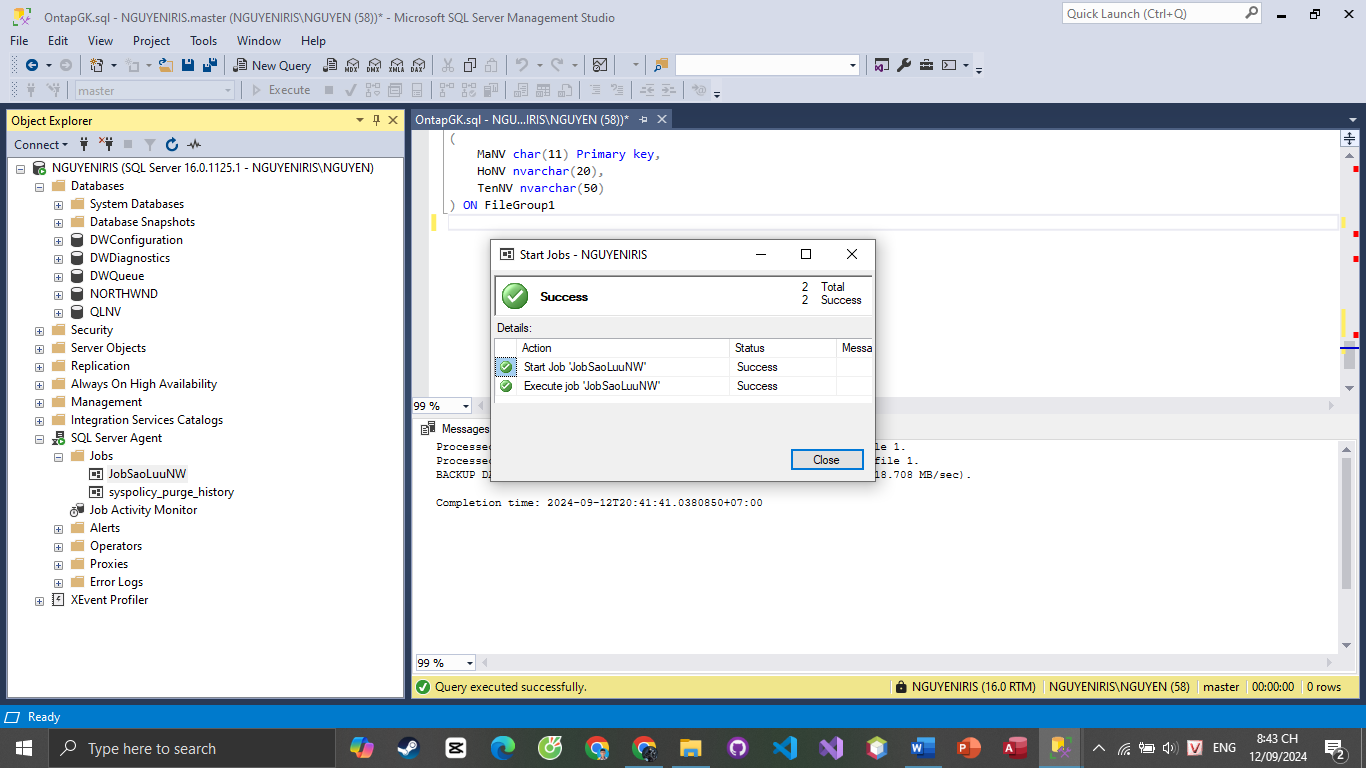 OntapGK.sql - NGUYENIRIS.master (NGUYENIRIS\NGUYEN (58))* - Microsoft SQL Server Management Studio
Quick Launch (Ctrl+Q)
File Edit View Project Tools Window Help
New Query MDX DMX XMLA DAX
master Execute
Object Explorer
Connect
NGUYENIRIS (SQL Server 16.0.1125.1 - NGUYENIRIS\NGUYEN)
Databases
System Databases
Database Snapshots
DWConfiguration
DWDiagnostics
DWQueue
NORTHWND
QLNV
Security
Server Objects
Replication
Always On High Availability
Management
Integration Services Catalogs
SQL Server Agent
Jobs
JobSaoLuuNW
syspolicy_purge_history
Job Activity Monitor
Alerts
Operators
Proxies
Error Logs
XEvent Profiler
OntapGK.sql - NGU...IRIS\NGUYEN (58))*
(
MaNV char(11) Primary key,
HoNV nvarchar(20),
TenNV nvarchar(50)
) ON FileGroup1
99 %
Start Jobs - NGUYENIRIS
Success
2 Total
2 Success
Details:
Action Status Messa
Start Job 'JobSaoLuuNW' Success
Execute job 'JobSaoLuuNW' Success
Close
Messages
Processed le 1.
Processed file 1.
BACKUP DA 18.708 MB/sec).
Completion time: 2024-09-12T20:41:41.0380850+07:00
99 %
Query executed successfully.
NGUYENIRIS (16.0 RTM) NGUYENIRIS\NGUYEN (58) master 00:00:00 0 rows
Ready
Type here to search
ENG
8:43 CH
12/09/2024
2